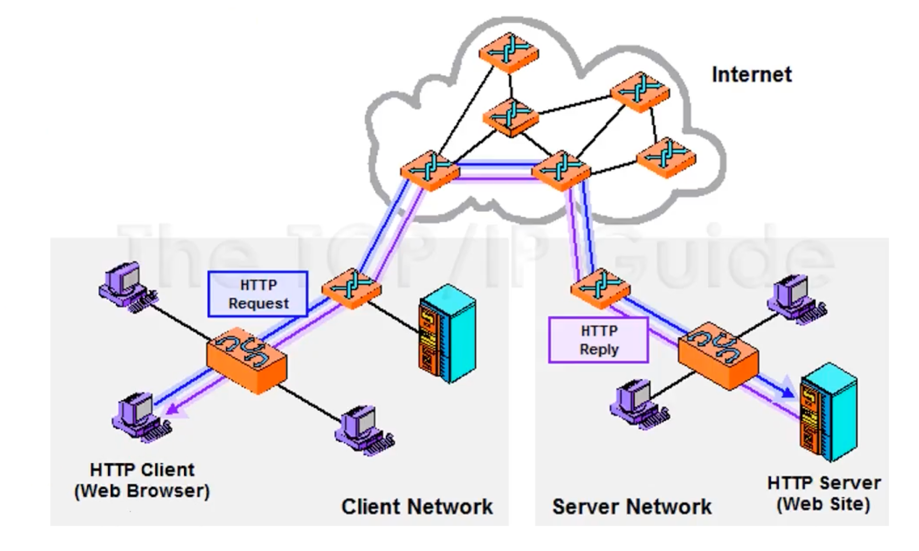 Internet
The TCP/IP Guide
HTTP
Request
HTTP
Reply
HTTP Client
(Web Browser)
Client Network
Server Network
HTTP Server
(Web Site)